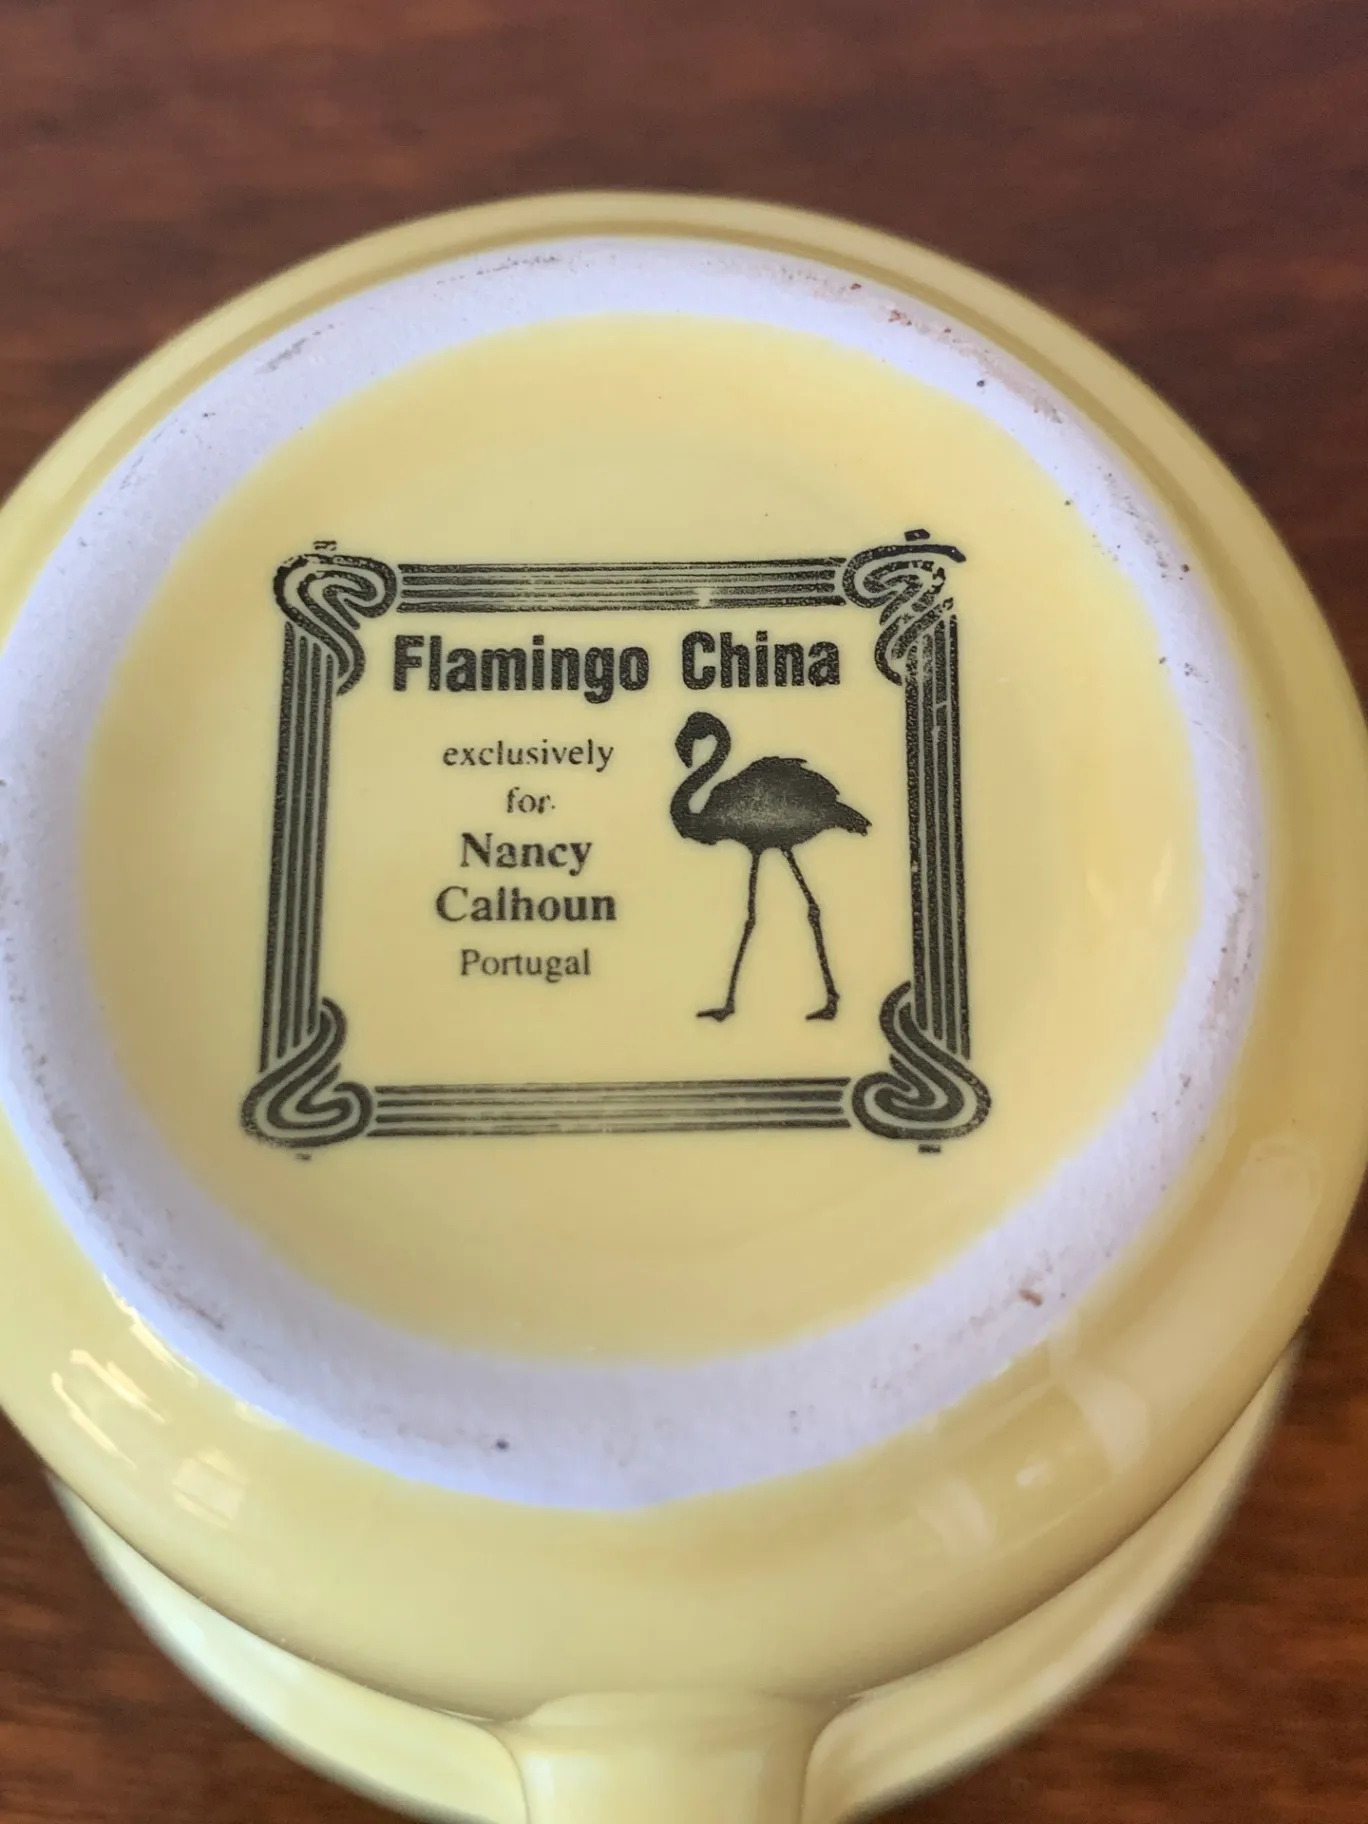 Flamingo China
exclusively
for
Nancy
Calhoun
Portugal